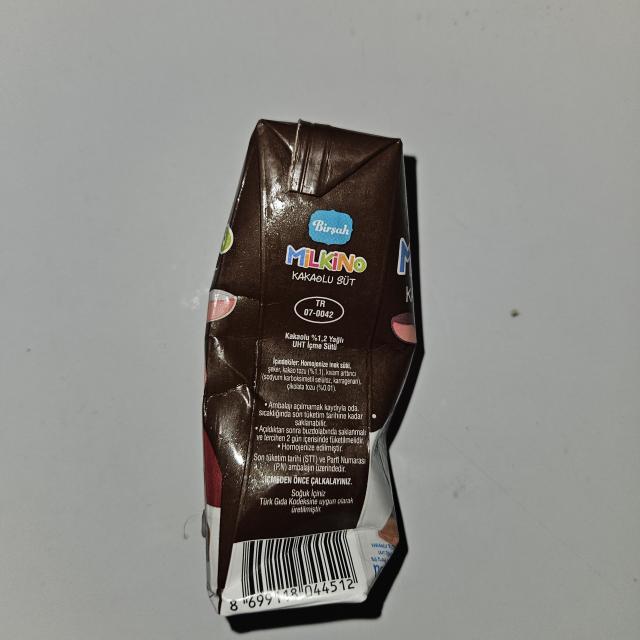 Birşah
MiLKiNO
KAKAOLU SÜT
TR
07-0042
Kakaolu %1,2 Yağlı
UHT İçme Sütü
İçindekiler: Homojenize inek sütü,
şeker, kakao tozu (%1.1), kıvam arttırıcı
(sodyum karboksimetil selüloz, karragenan),
çikolata tozu (%0.01).
• Ambalajı açılmamak kaydıyla oda
sıcaklığında son tüketim tarihine kadar
saklanabilir.
• Açıldıktan sonra buzdolabında saklanmalı
ve tercihen 2 gün içerisinde tüketilmelidir.
• Homojenize edilmiştir.
Son tüketim tarihi (STT) ve Parti Numarası
(P.N) ambalajın üzerindedir.
İÇMEDEN ÖNCE ÇALKALAYINIZ.
Soğuk İçiniz
Türk Gıda Kodeksine uygun olarak
üretilmiştir.
8 699118 044512